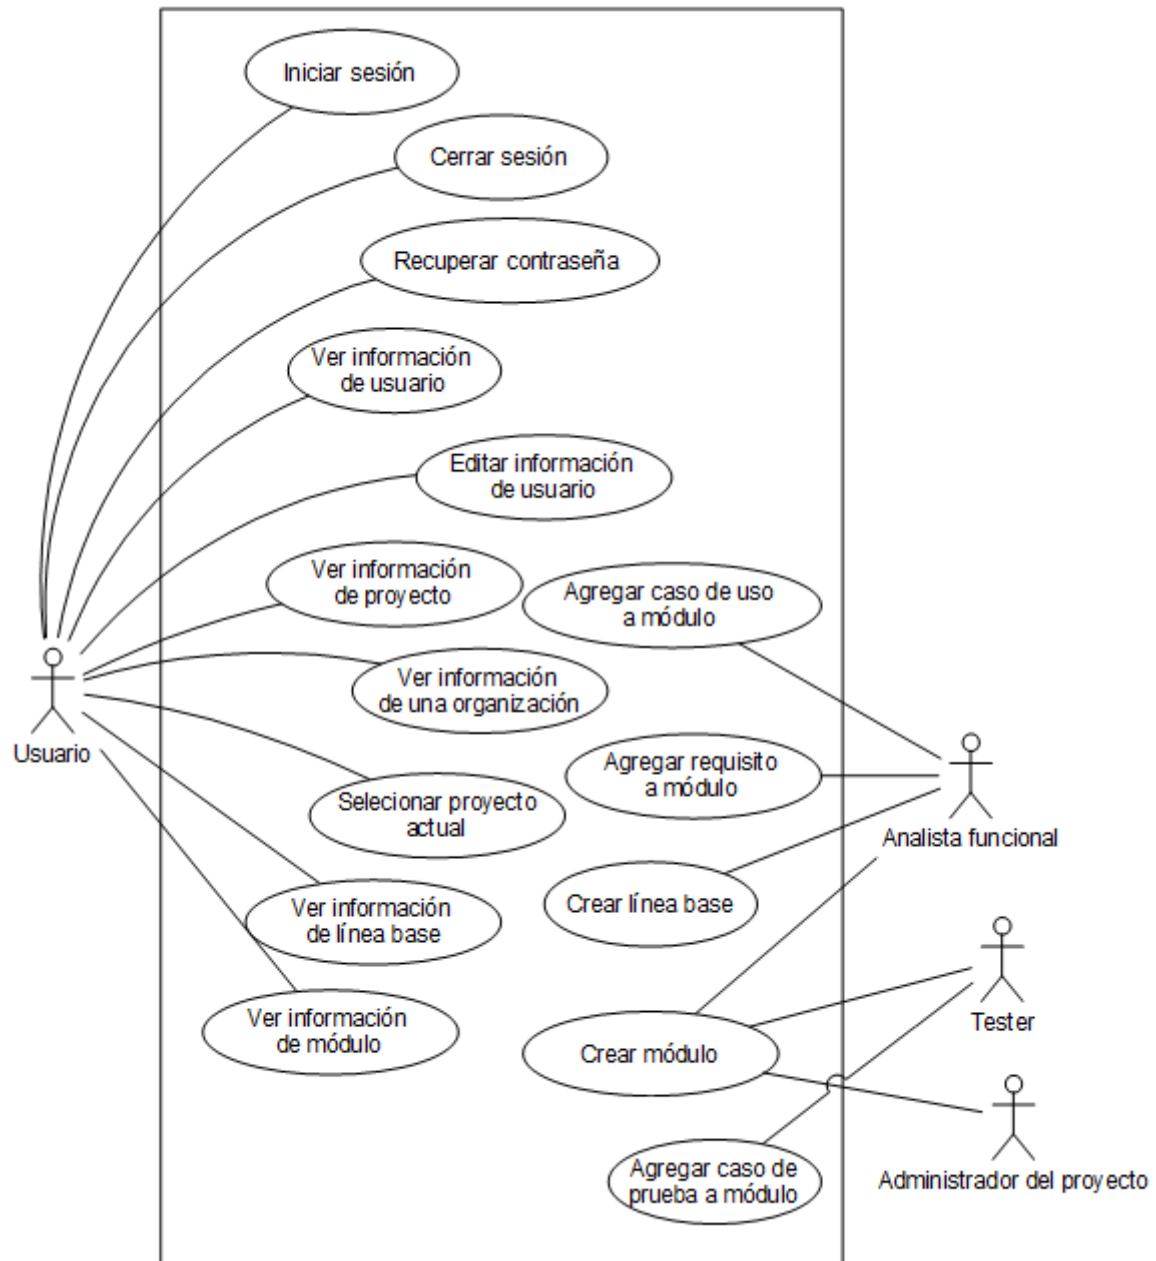 Iniciar sesión
Cerrar sesión
Recuperar contraseña
Ver información
de usuario
Editar información
de usuario
Ver información
de proyecto
Agregar caso de uso
a módulo
Ver información
de una organización
Usuario
Agregar requisito
a módulo
Selecionar proyecto
actual
Analista funcional
Crear línea base
Ver información
de línea base
Ver información
de módulo
Tester
Crear módulo
Agregar caso de
prueba a módulo
Administrador del proyecto